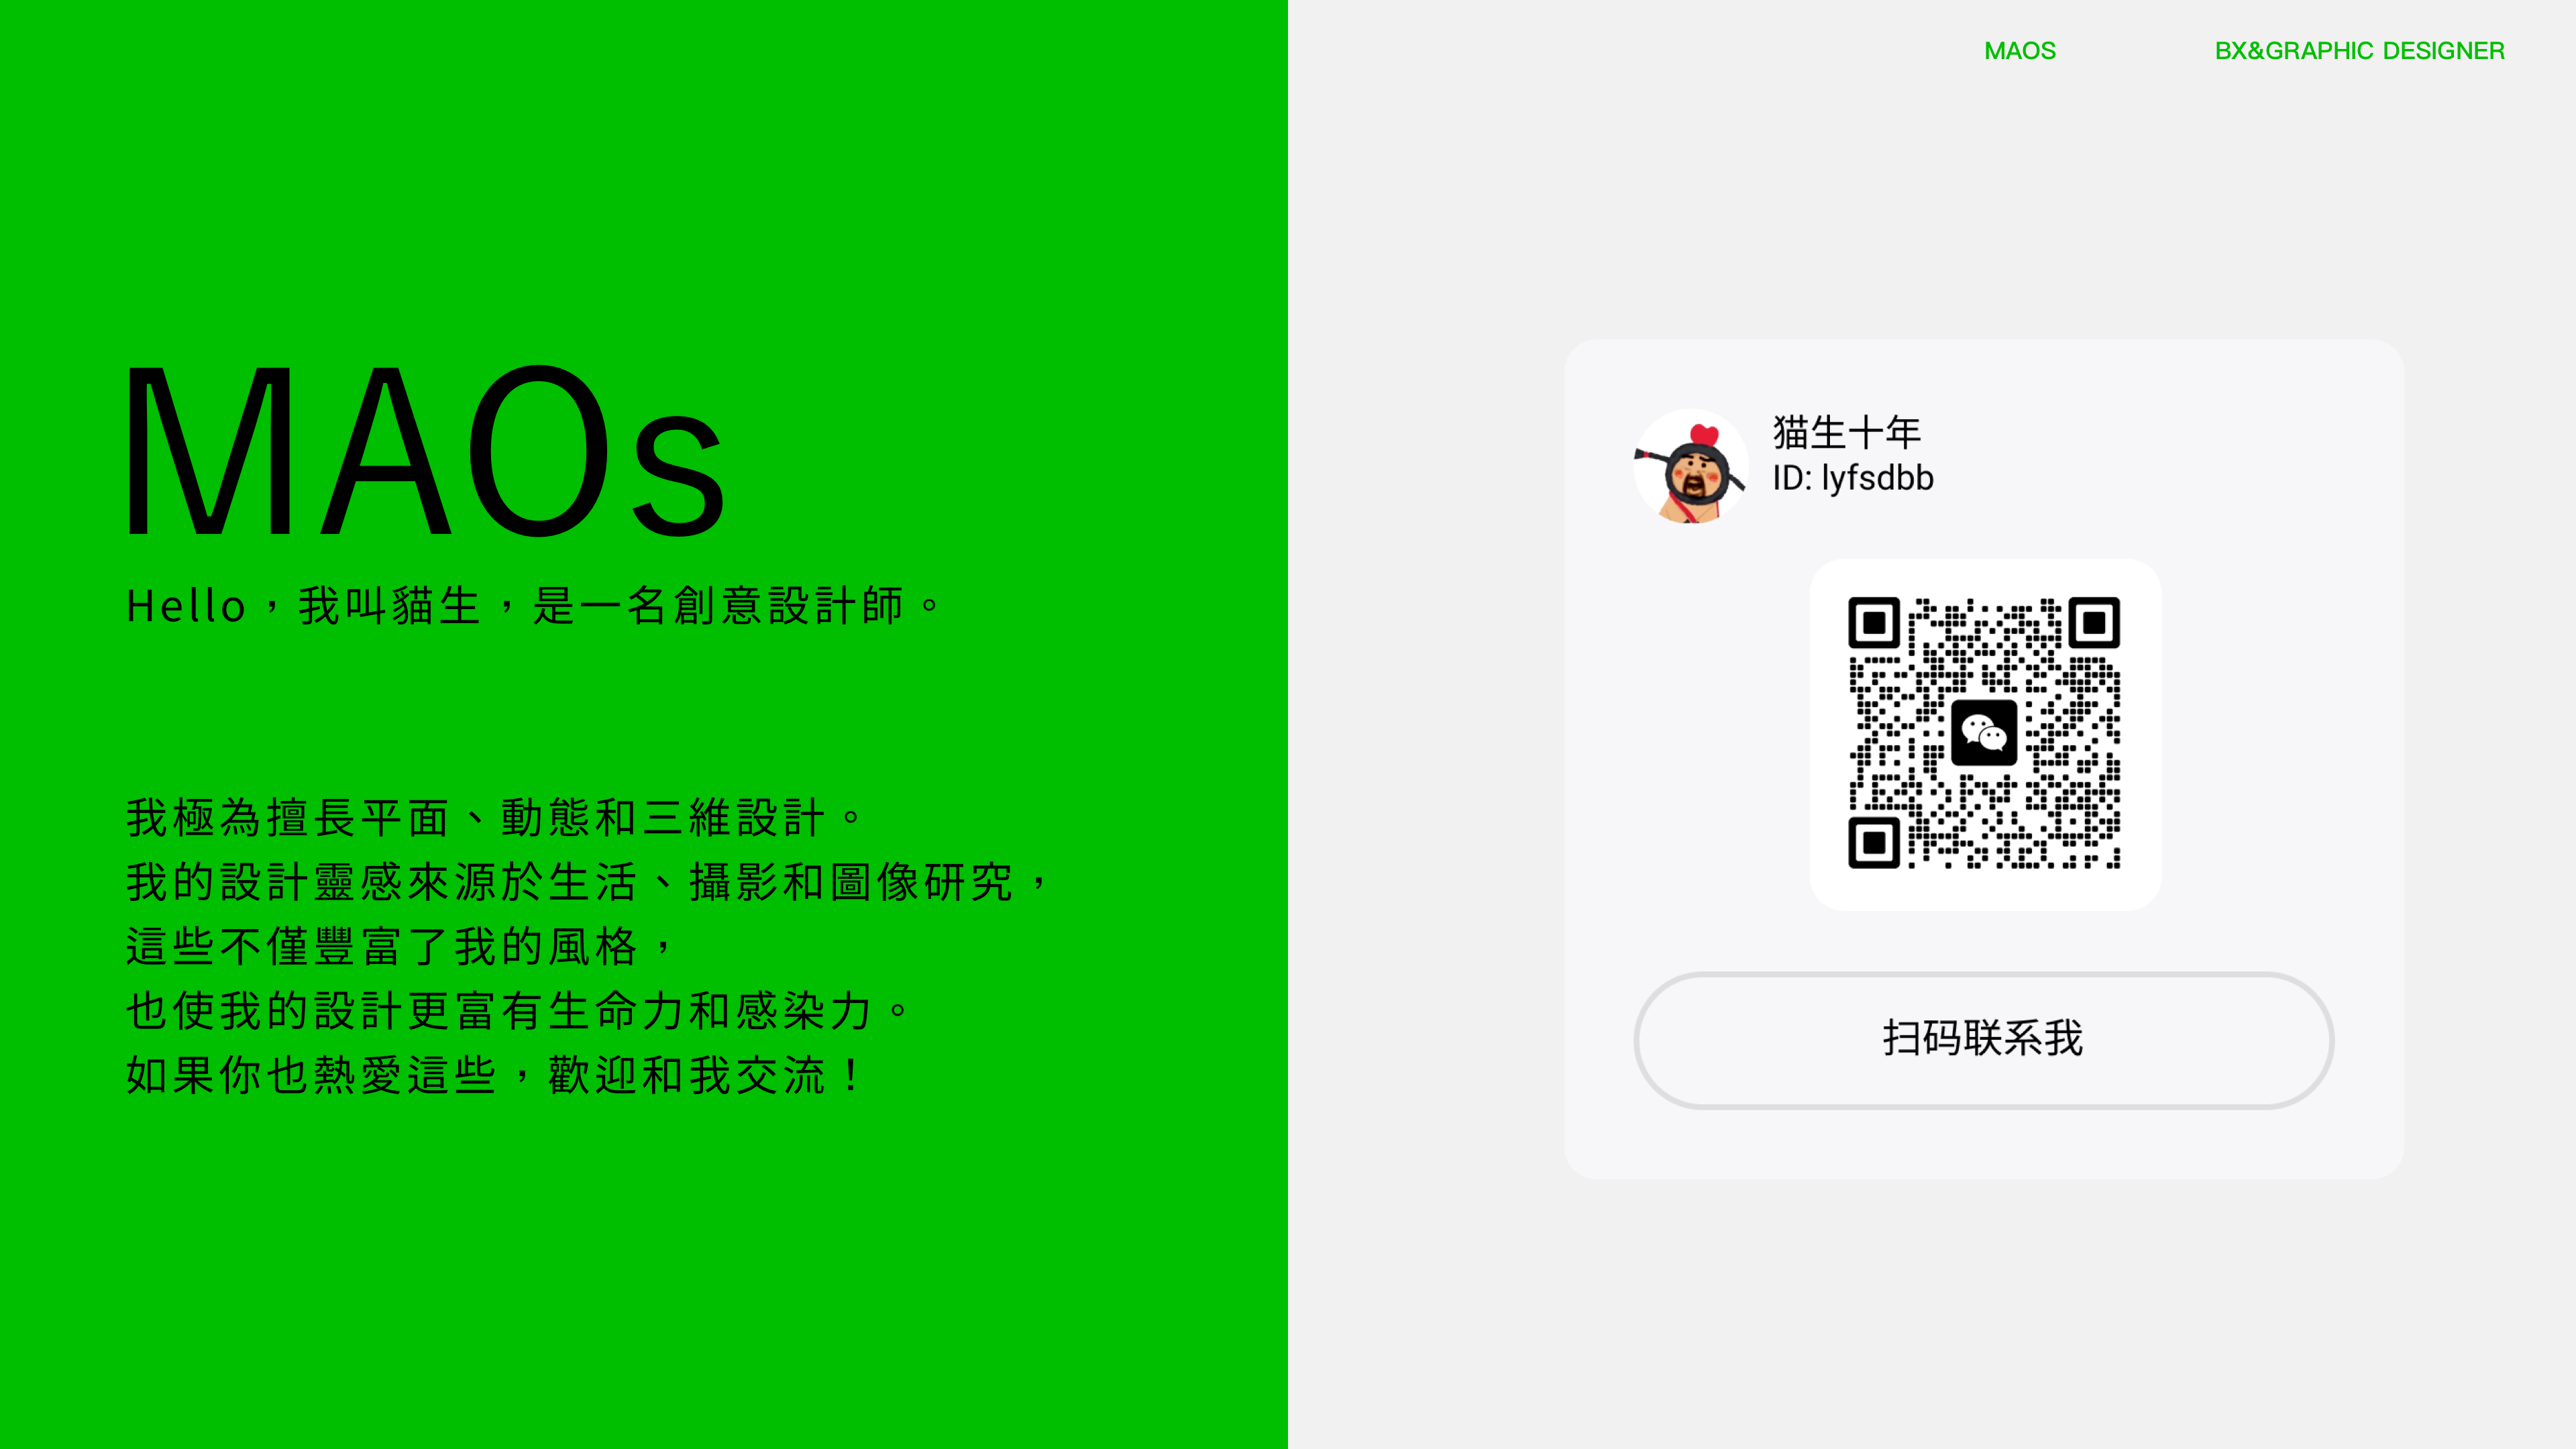 MAOS
BX&GRAPHIC DESIGNER
MAOs
Hello，我叫貓生，是一名創意設計師。
我極為擅長平面、動態和三維設計。
我的設計靈感來源於生活、攝影和圖像研究，
這些不僅豐富了我的風格，
也使我的設計更富有生命力和感染力。
如果你也熱愛這些，歡迎和我交流！
猫生十年
ID: lyfsdbb
扫码联系我